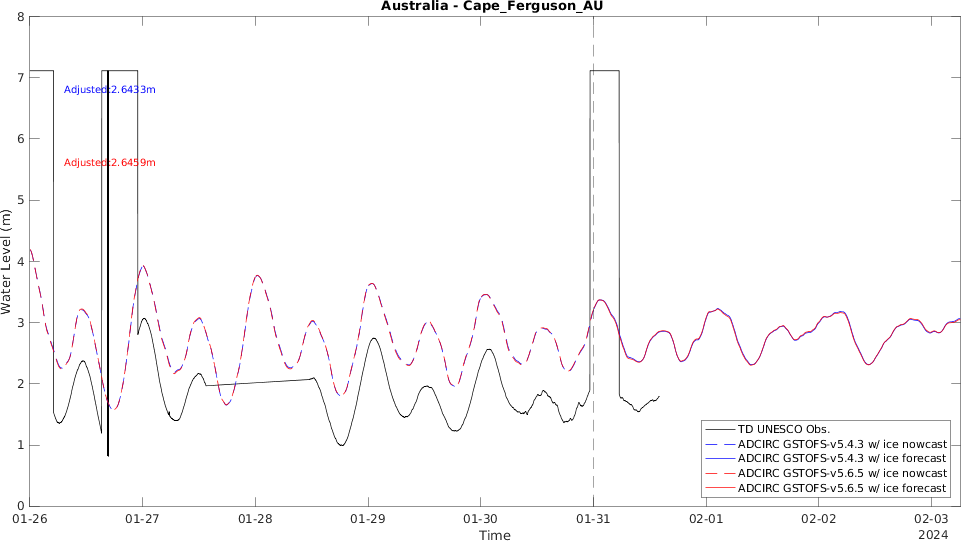 Australia - Cape_Ferguson_AU
8
7
6
5
4
3
2
1
0
Water Level (m)
Adjusted:2.6433m
Adjusted:2.6459m
TD UNESCO Obs.
ADCIRC GSTOFS-v5.4.3 w/ ice nowcast
ADCIRC GSTOFS-v5.4.3 w/ ice forecast
ADCIRC GSTOFS-v5.6.5 w/ ice nowcast
ADCIRC GSTOFS-v5.6.5 w/ ice forecast
01-26 01-27 01-28 01-29 01-30 01-31 02-01 02-02 02-03
Time
2024